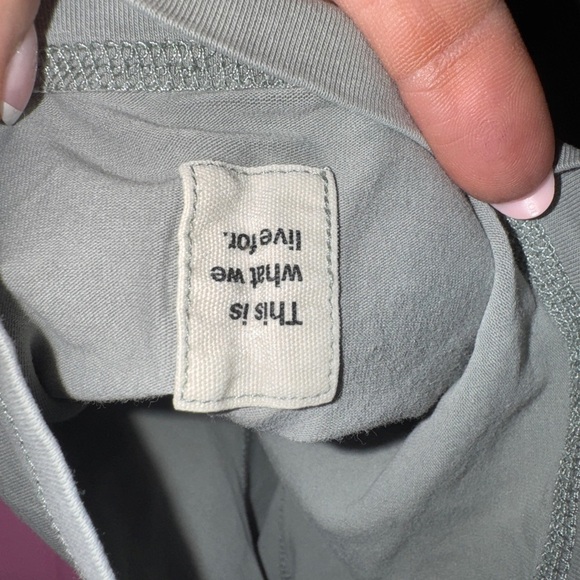 This is
what we
live for.